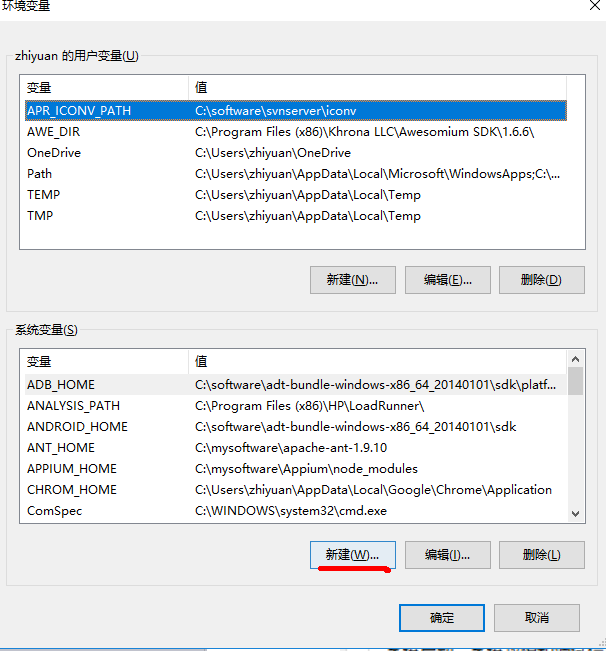 环境变量
zhiyuan 的用户变量(U)
变量 值
APR_ICONV_PATH C:\software\svnserver\iconv
AWE_DIR C:\Program Files (x86)\Khrona LLC\Awesomium SDK\1.6.6\
OneDrive C:\Users\zhiyuan\OneDrive
Path C:\Users\zhiyuan\AppData\Local\Microsoft\WindowsApps;C:\...
TEMP C:\Users\zhiyuan\AppData\Local\Temp
TMP C:\Users\zhiyuan\AppData\Local\Temp
新建(N)... 编辑(E)... 删除(D)
系统变量(S)
变量 值
ADB_HOME C:\software\adt-bundle-windows-x86_64_20140101\sdk\platf...
ANALYSIS_PATH C:\Program Files (x86)\HP\LoadRunner\
ANDROID_HOME C:\software\adt-bundle-windows-x86_64_20140101\sdk
ANT_HOME C:\mysoftware\apache-ant-1.9.10
APPIUM_HOME C:\mysoftware\Appium\node_modules
CHROM_HOME C:\Users\zhiyuan\AppData\Local\Google\Chrome\Application
ComSpec C:\WINDOWS\system32\cmd.exe
新建(W)... 编辑(I)... 删除(L)
确定 取消